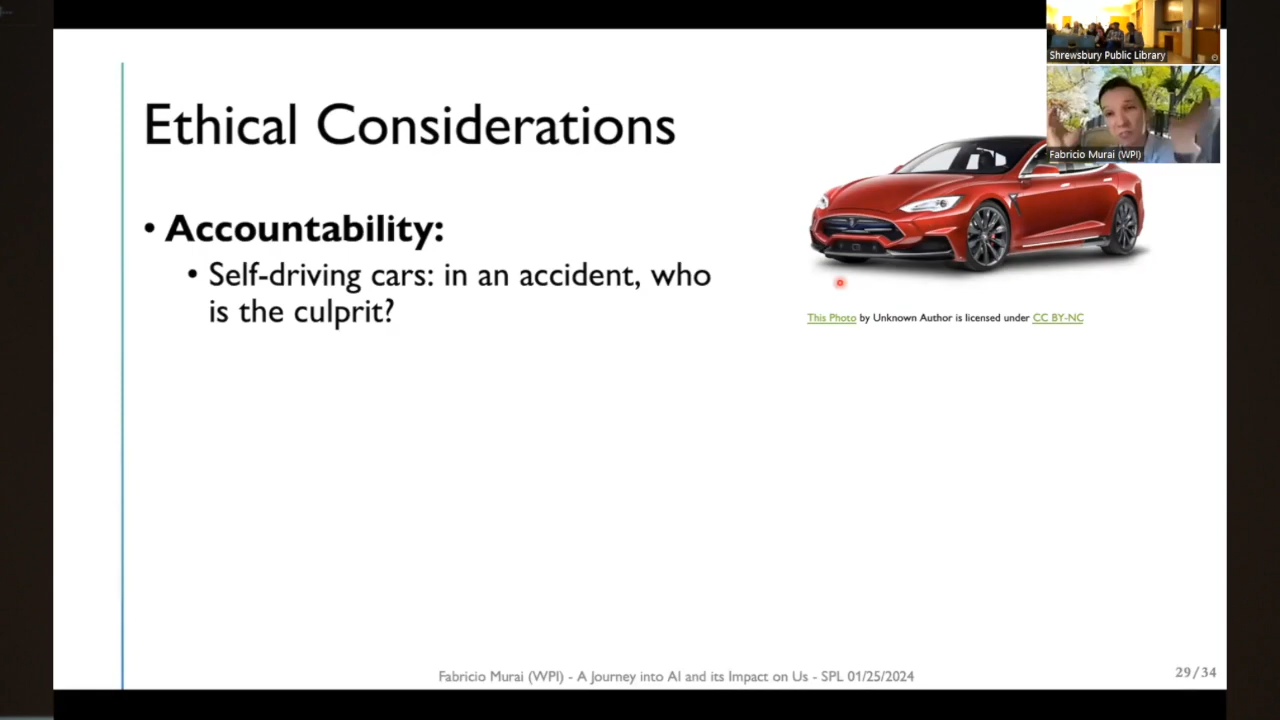 Shrewsbury Public Library
Fabricio Murai (WPI)
Ethical Considerations
• Accountability:
• Self-driving cars: in an accident, who
is the culprit?
This Photo by Unknown Author is licensed under CC BY-NC
Fabricio Murai (WPI) - A Journey into AI and its Impact on Us - SPL 01/25/2024
29/34